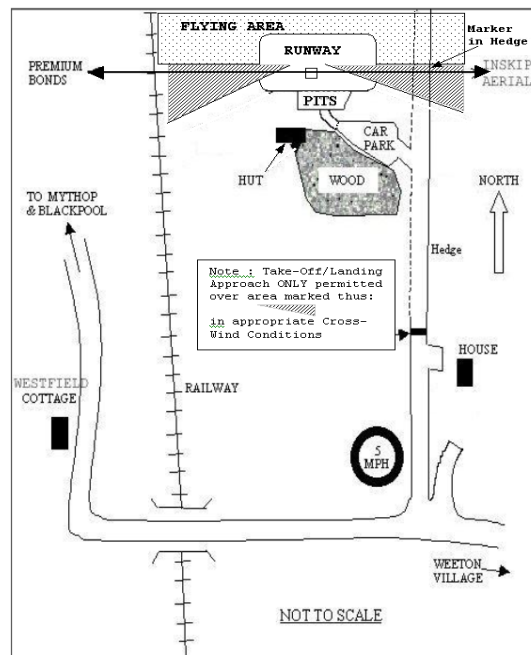 FLYING AREA
Marker
in Hedge
RUNWAY
PREMIUM
BONDS
INSKIP
AERIAL
PITS
CAR
PARK
HUT
WOOD
TO MYTHOP
& BLACKPOOL
NORTH
Hedge
Note : Take-Off/Landing
Approach ONLY permitted
over area marked thus:
in appropriate Cross-
Wind Conditions
HOUSE
WESTFIELD
COTTAGE
RAILWAY
5
MPH
WEETON
VILLAGE
NOT TO SCALE